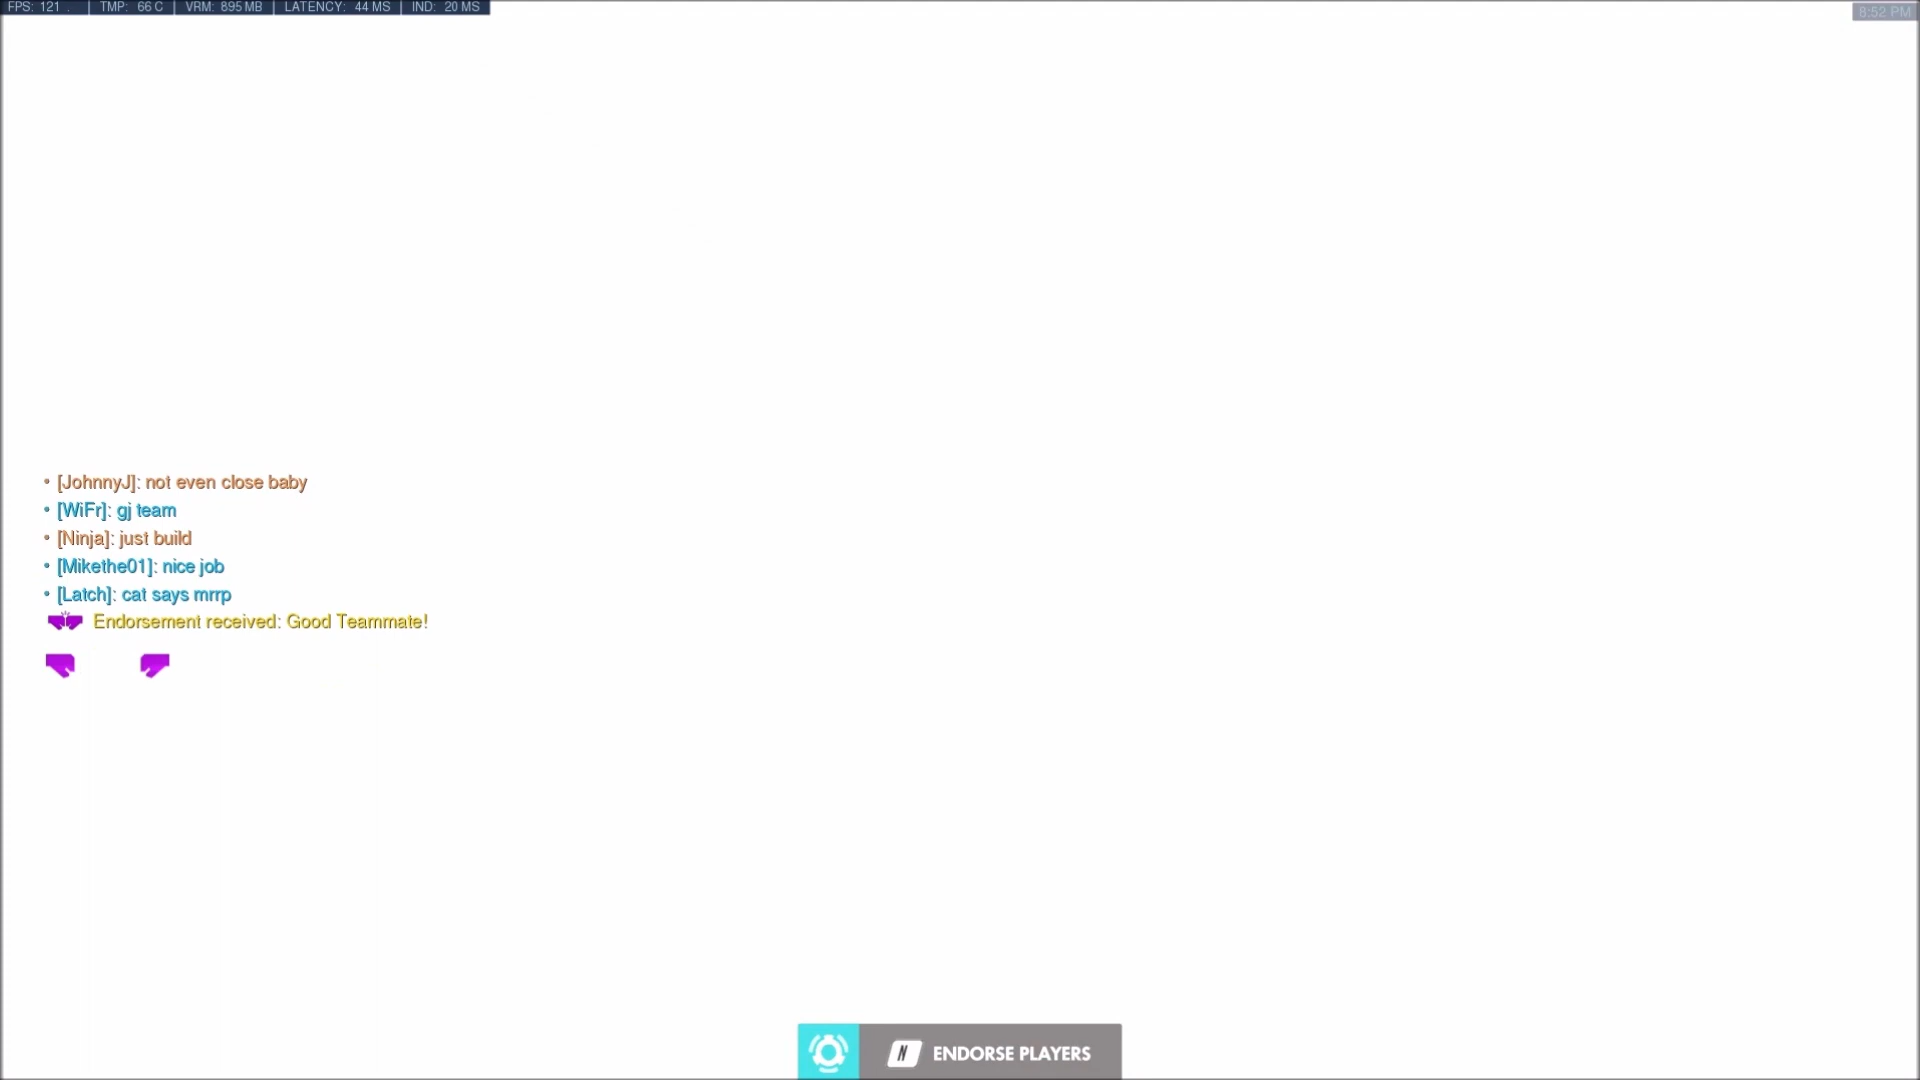 FPS: 121 | TMP: 66 C | VRM: 895 MB | LATENCY: 44 MS | IND: 20 MS
8:52 PM
• [JohnnyJ]: not even close baby
• [WiFr]: gj team
• [Ninja]: just build
• [Mikethe01]: nice job
• [Latch]: cat says mrrp
Endorsement received: Good Teammate!
N ENDORSE PLAYERS